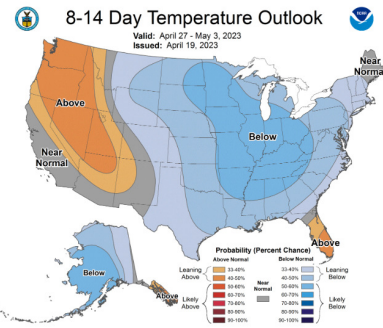 8-14 Day Temperature Outlook
Valid: April 27 - May 3, 2023
Issued: April 19, 2023
Above
Near
Normal
Below
Near
Normal
Below
Above
Above
Probability (Percent Chance)
Above Normal
Below Normal
Leaning
Above
33-40%
40-50%
Near
Normal
33-40%
40-50%
Leaning
Below
Likely
Above
50-60%
60-70%
70-80%
80-90%
90-100%
50-60%
60-70%
70-80%
80-90%
90-100%
Likely
Below